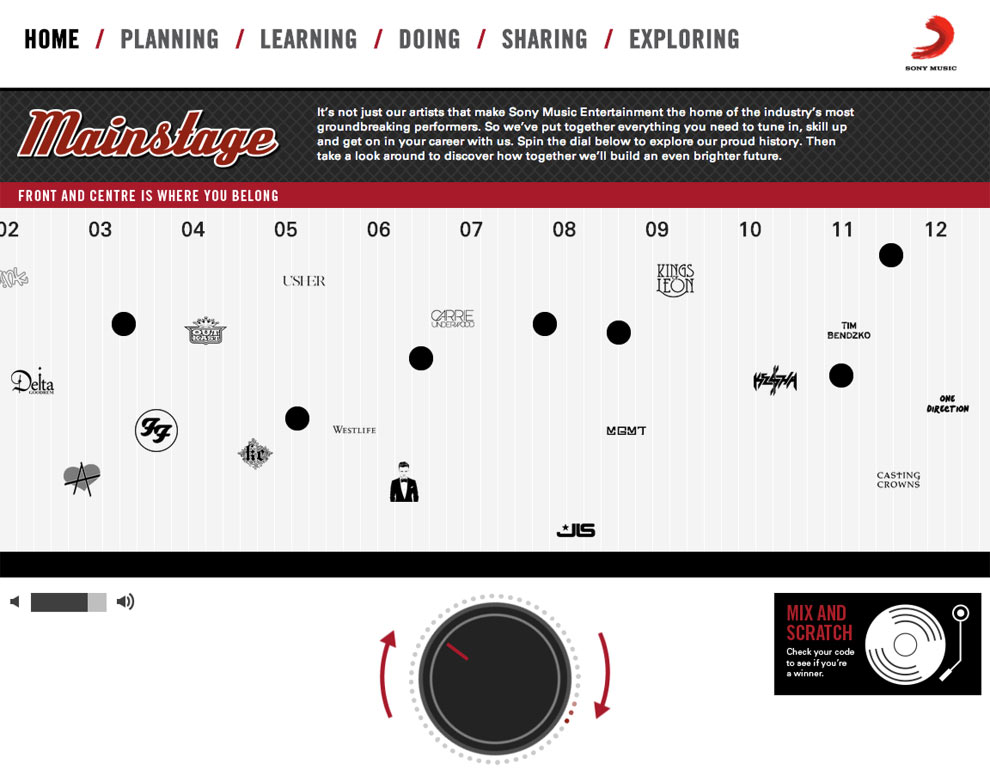 HOME / PLANNING / LEARNING / DOING / SHARING / EXPLORING
SONY MUSIC
Mainstage
It's not just our artists that make Sony Music Entertainment the home of the industry's most
groundbreaking performers. So we've put together everything you need to tune in, skill up
and get on in your career with us. Spin the dial below to explore our proud history. Then
take a look around to discover how together we'll build an even brighter future.
FRONT AND CENTRE IS WHERE YOU BELONG
02 03 04 05 06 07 08 09 10 11 12
USHER
KINGS
LEON
OUT
KAST
CARRIE
UNDERWOOD
TIM
BENDZKO
Delta
GOODREM
KE$HA
ONE
DIRECTION
FF
WESTLIFE
MGMT
kc
A
CASTING
CROWNS
JLS
MIX AND
SCRATCH
Check your code
to see if you're
a winner.